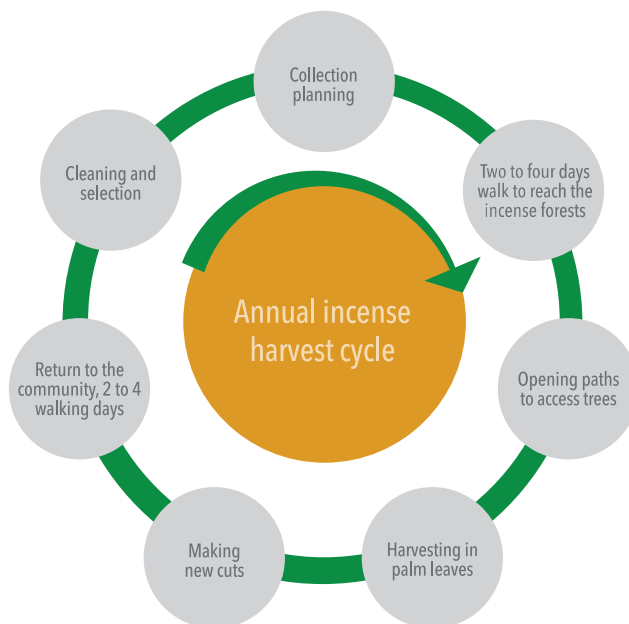 Collection
planning
Two to four days
walk to reach the
incense forests
Opening paths
to access trees
Harvesting in
palm leaves
Making
new cuts
Return to the
community, 2 to 4
walking days
Cleaning and
selection
Annual incense
harvest cycle